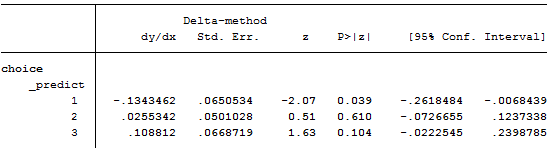 Delta-method
dy/dx Std. Err. z P>|z| [95% Conf. Interval]
choice
_predict
1 -.1343462 .0650534 -2.07 0.039 -.2618484 -.0068439
2 .0255342 .0501028 0.51 0.610 -.0726655 .1237338
3 .108812 .0668719 1.63 0.104 -.0222545 .2398785